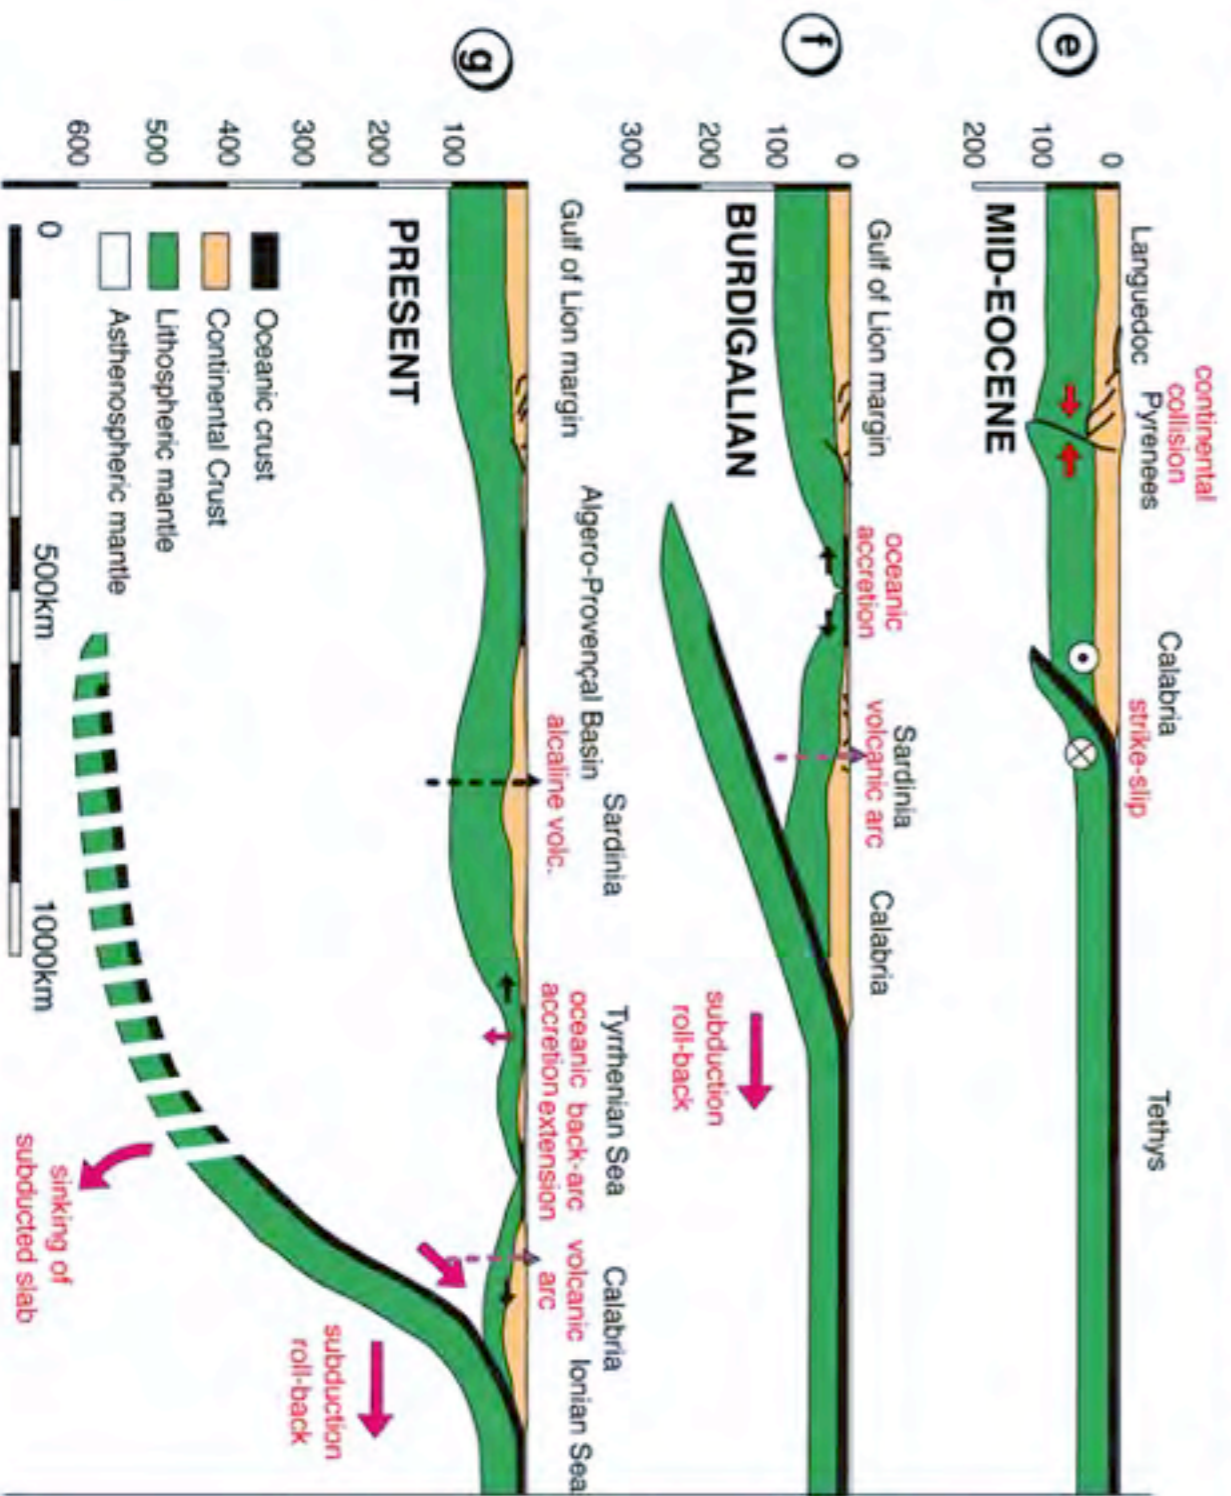 e
continental
collision
Languedoc Pyrenees Calabria Tethys
strike-slip
0
100
200
MID-EOCENE
f
oceanic
accretion
Sardinia
volcanic arc
Gulf of Lion margin Calabria
0
100
200
300
BURDIGALIAN
subduction
roll-back
g
Gulf of Lion margin Algero-Provençal Basin Sardinia Tyrrhenian Sea Calabria Ionian Sea
alcaline volc.
oceanic back-arc volcanic
accretion extension arc
100
200
300
400
500
600
PRESENT
subduction
roll-back
Oceanic crust
Continental Crust
Lithospheric mantle
Asthenospheric mantle
sinking of
subducted slab
0 500km 1000km